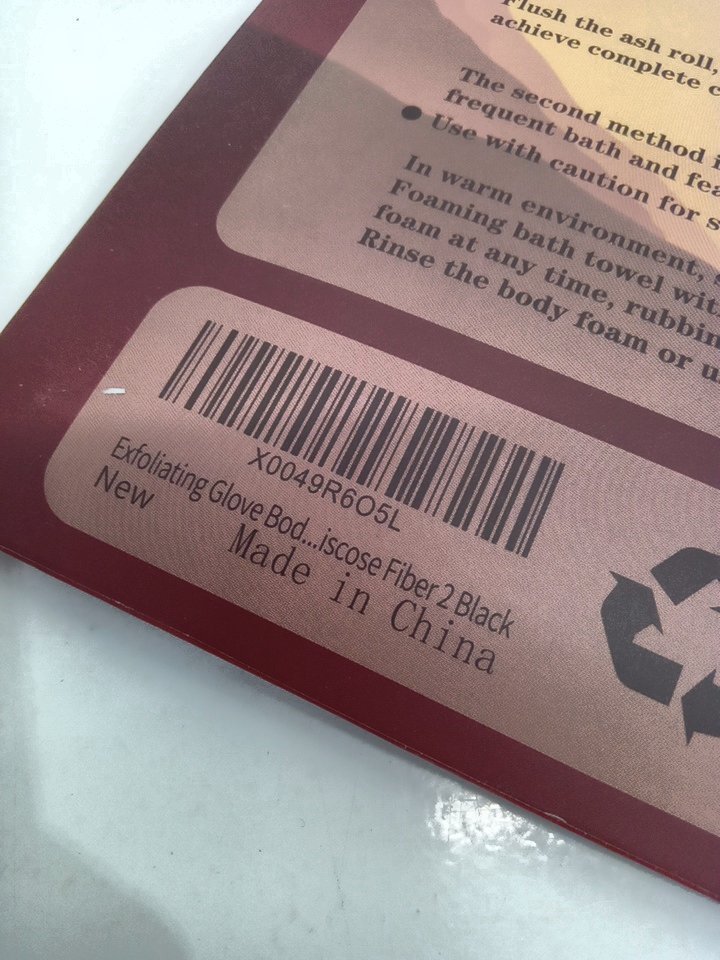 Flush the ash roll,
achieve complete c
The second method i
frequent bath and fea
● Use with caution for s
In warm environment,
Foaming bath towel wit
foam at any time, rubbin
Rinse the body foam or u
X0049R6O5L
Exfoliating Glove Bod...iscose Fiber 2 Black
New
Made in China